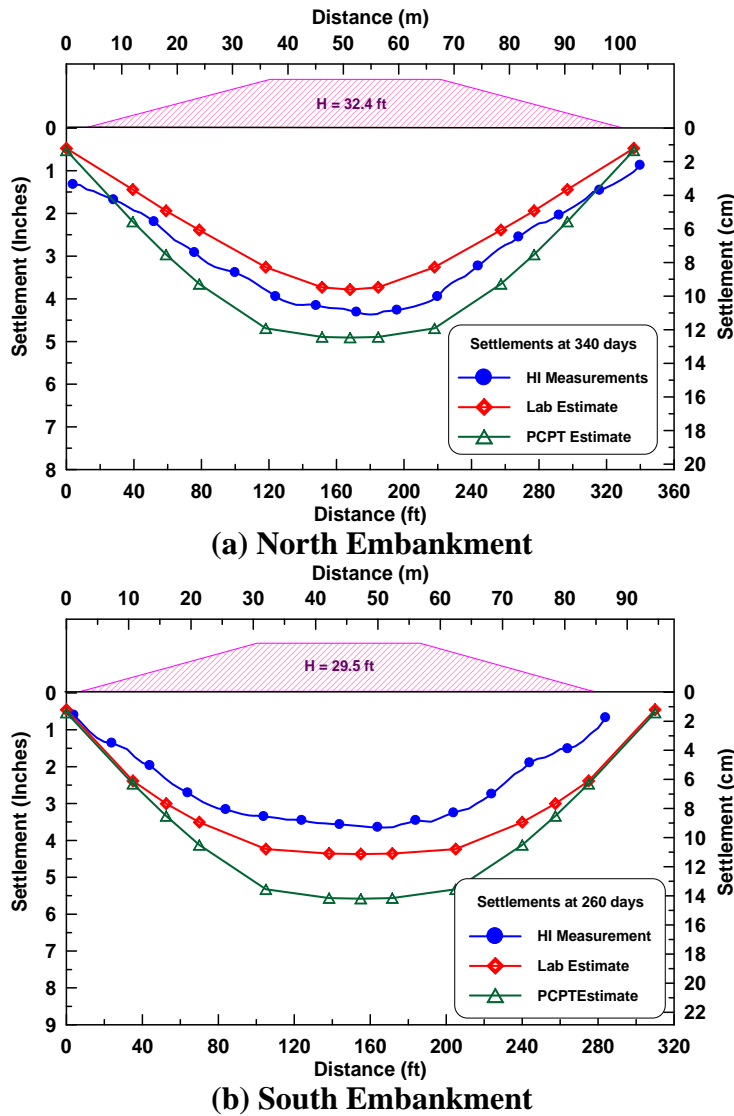 Distance (m)
0 10 20 30 40 50 60 70 80 90 100
H = 32.4 ft
Settlement (Inches)
0
1
2
3
4
5
6
7
8
0
2
4
6
8
10
12
14
16
18
20
Settlement (cm)
Settlements at 340 days
HI Measurements
Lab Estimate
PCPT Estimate
0 40 80 120 160 200 240 280 320 360
Distance (ft)
(a) North Embankment
Distance (m)
0 10 20 30 40 50 60 70 80 90
H = 29.5 ft
Settlement (Inches)
0
1
2
3
4
5
6
7
8
9
0
2
4
6
8
10
12
14
16
18
20
22
Settlement (cm)
Settlements at 260 days
HI Measurement
Lab Estimate
PCPTEstimate
0 40 80 120 160 200 240 280 320
Distance (ft)
(b) South Embankment